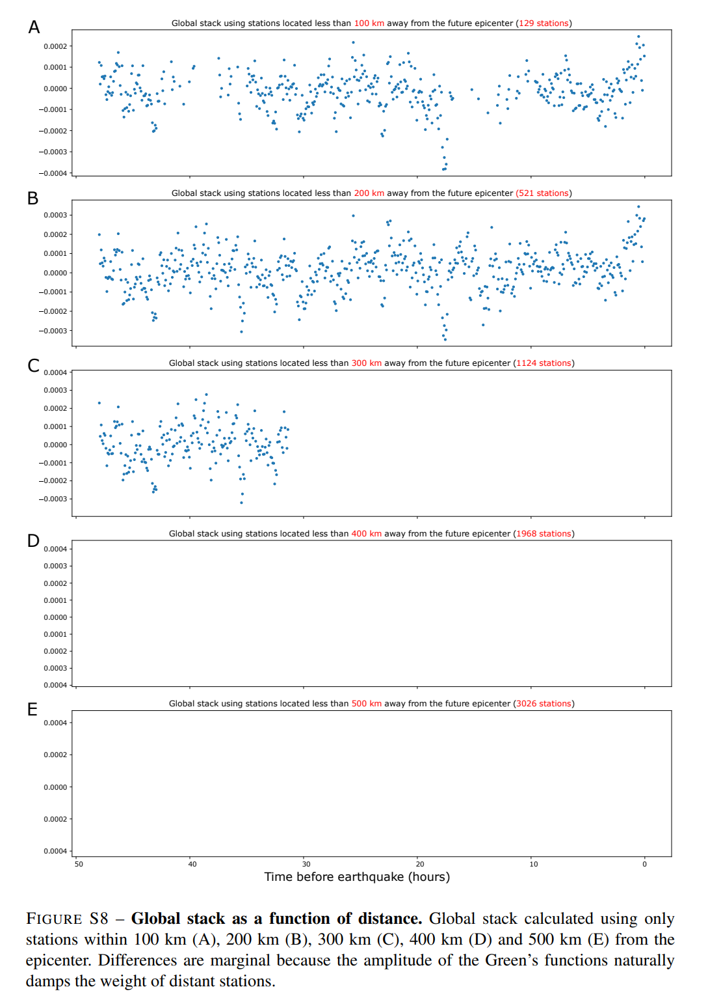 A
Global stack using stations located less than 100 km away from the future epicenter (129 stations)
0.0002
0.0001
0.0000
−0.0001
−0.0002
−0.0003
−0.0004
B
Global stack using stations located less than 200 km away from the future epicenter (521 stations)
0.0003
0.0002
0.0001
0.0000
−0.0001
−0.0002
−0.0003
C
Global stack using stations located less than 300 km away from the future epicenter (1124 stations)
0.0004
0.0003
0.0002
0.0001
0.0000
−0.0001
−0.0002
−0.0003
D
Global stack using stations located less than 400 km away from the future epicenter (1968 stations)
0.0004
0.0003
0.0002
0.0001
0.0000
0.0001
0.0002
0.0003
0.0004
E
Global stack using stations located less than 500 km away from the future epicenter (3026 stations)
0.0004
0.0002
0.0000
0.0002
0.0004
50 40 30 20 10 0
Time before earthquake (hours)
FIGURE S8 – Global stack as a function of distance. Global stack calculated using only
stations within 100 km (A), 200 km (B), 300 km (C), 400 km (D) and 500 km (E) from the
epicenter. Differences are marginal because the amplitude of the Green's functions naturally
damps the weight of distant stations.